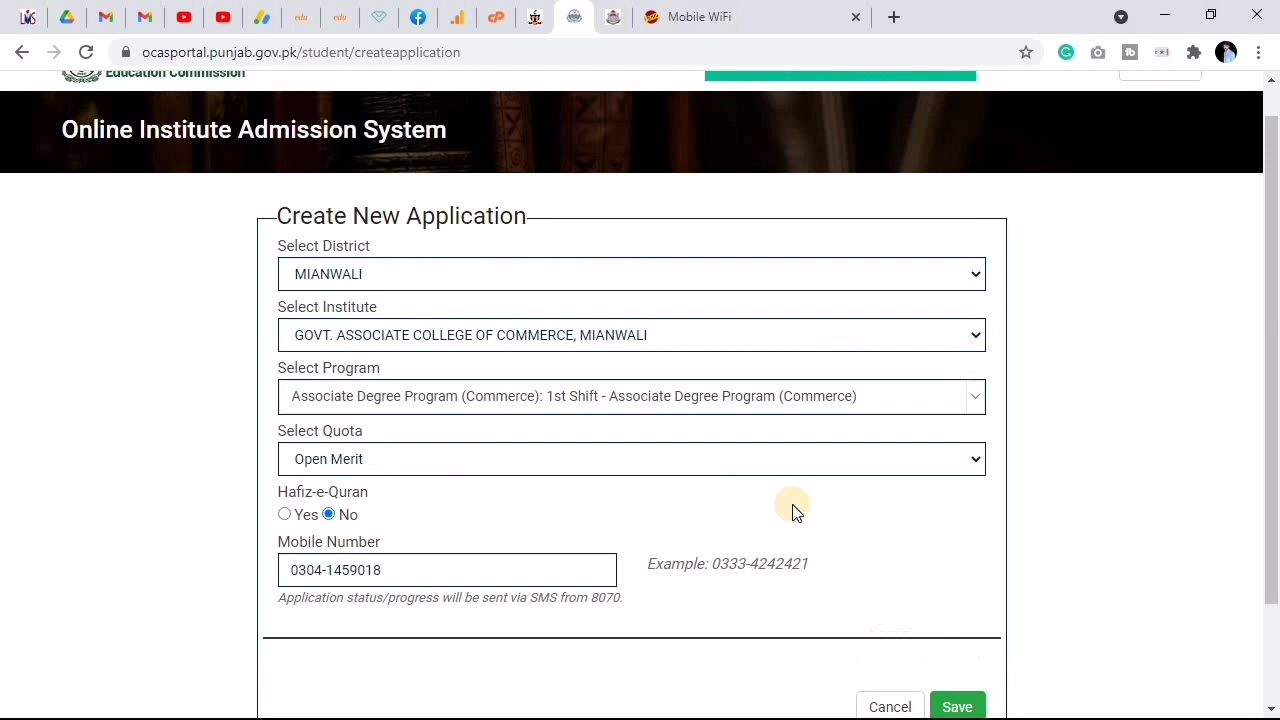 Mobile WiFi
ocasportal.punjab.gov.pk/student/createapplication
Education Commission
Online Institute Admission System
Create New Application
Select District
MIANWALI
Select Institute
GOVT. ASSOCIATE COLLEGE OF COMMERCE, MIANWALI
Select Program
Associate Degree Program (Commerce): 1st Shift - Associate Degree Program (Commerce)
Select Quota
Open Merit
Hafiz-e-Quran
Yes No
Mobile Number
0304-1459018 Example: 0333-4242421
Application status/progress will be sent via SMS from 8070.
Cancel Save